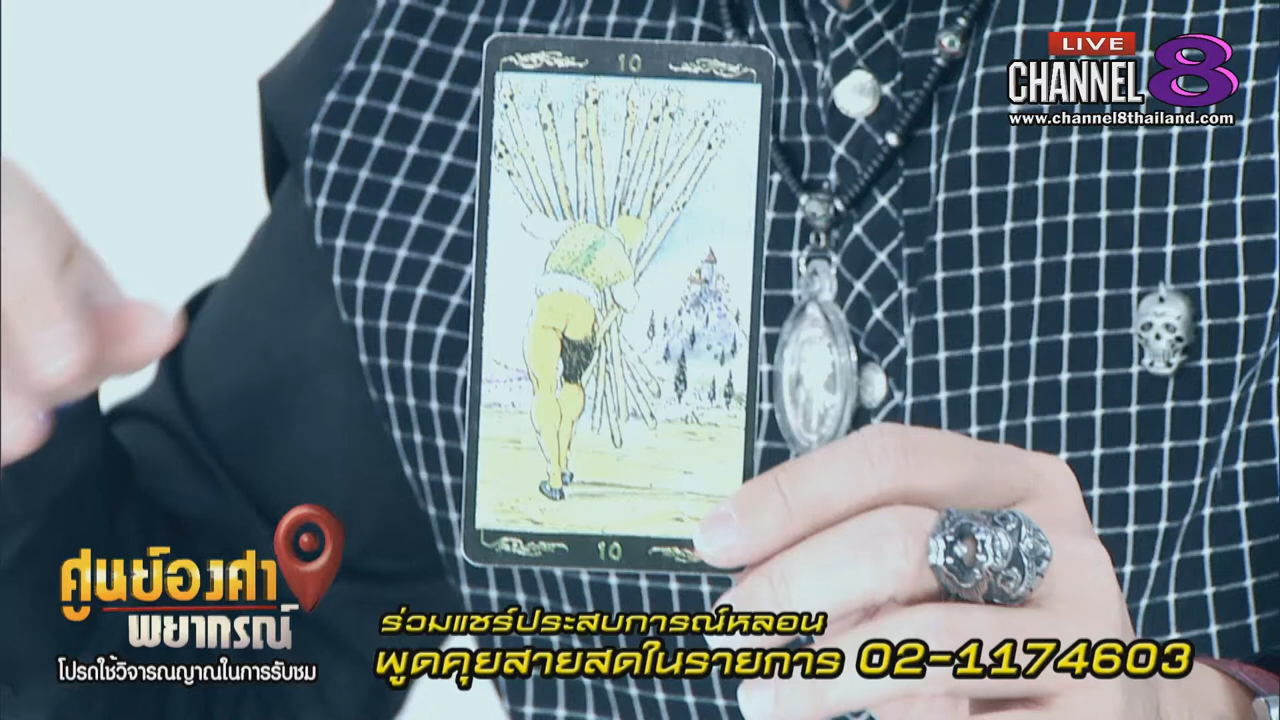 10
LIVE
CHANNEL 8
www.channel8thailand.com
10
ศูนย์องศา
พยากรณ์
โปรดใช้วิจารณญาณในการรับชม
ร่วมแชร์ประสบการณ์หลอน
พูดคุยสายสดในรายการ 02-1174603